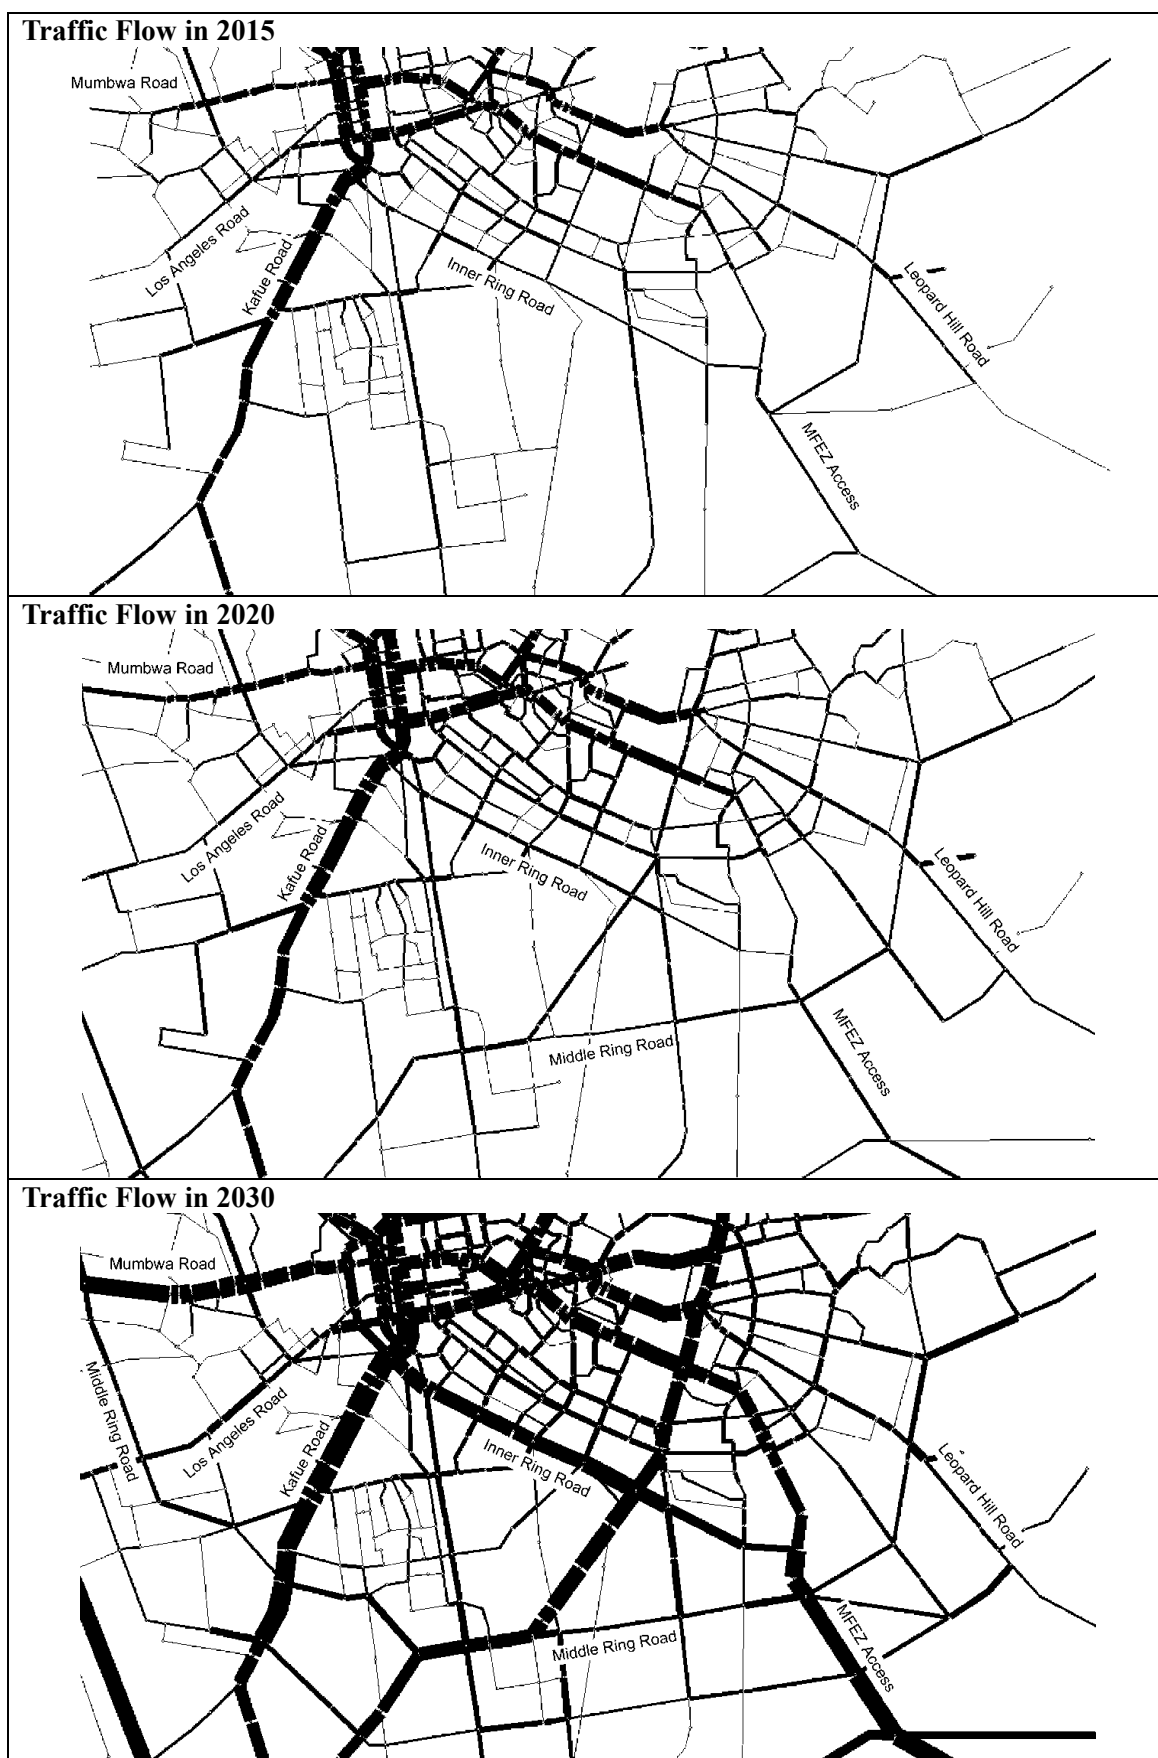 Traffic Flow in 2015
Mumbwa Road
Los Angeles Road
Kafue Road
Inner Ring Road
Leopard Hill Road
MFEZ Access
Traffic Flow in 2020
Mumbwa Road
Los Angeles Road
Kafue Road
Inner Ring Road
Leopard Hill Road
Middle Ring Road
MFEZ Access
Traffic Flow in 2030
Mumbwa Road
Middle Ring Road
Los Angeles Road
Kafue Road
Inner Ring Road
Leopard Hill Road
Middle Ring Road
MFEZ Access